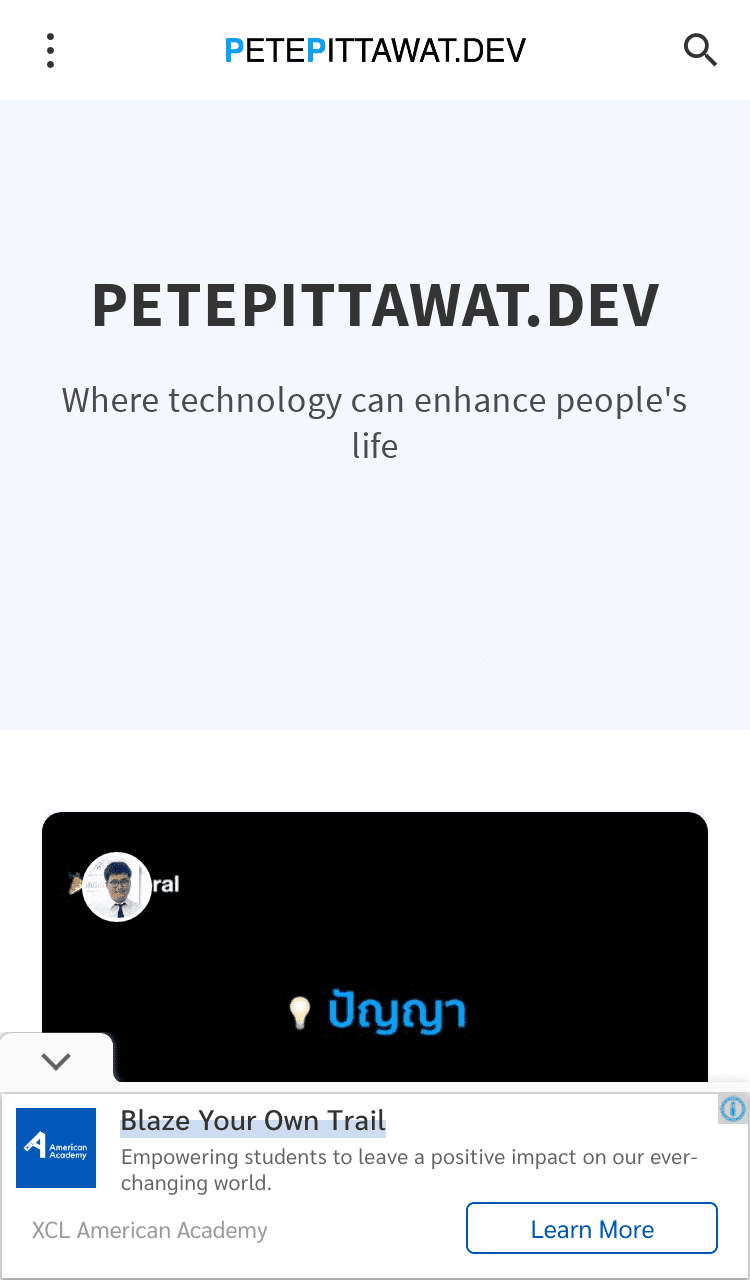 PETEPITTAWAT.DEV
PETEPITTAWAT.DEV
Where technology can enhance people's
life
ral
ปัญญา
Blaze Your Own Trail
American
Academy
Empowering students to leave a positive impact on our ever-
changing world.
XCL American Academy
Learn More